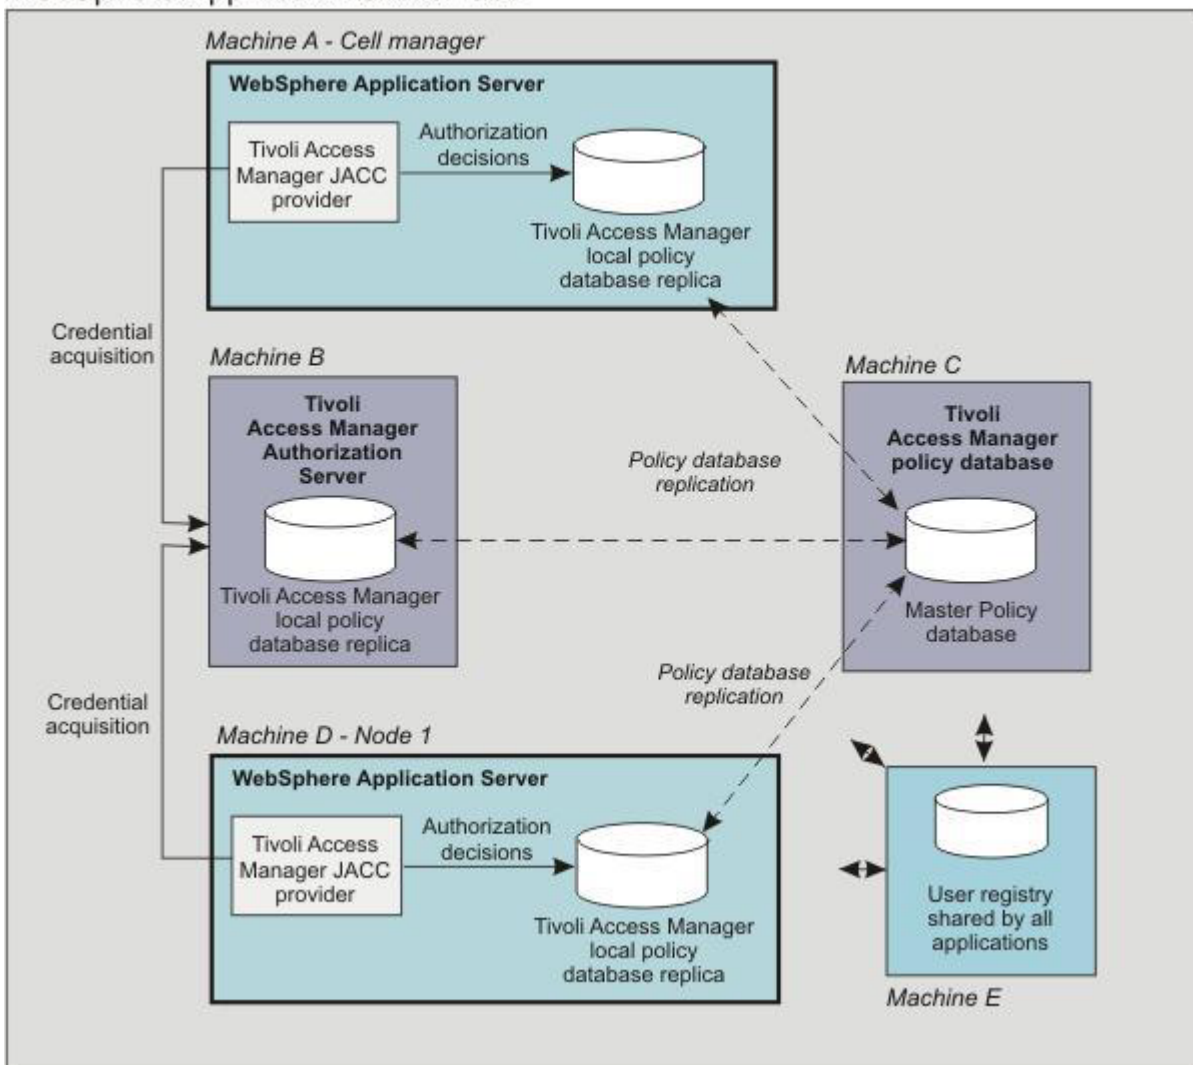 Machine A - Cell manager
WebSphere Application Server
Tivoli Access
Manager JACC
provider
Authorization
decisions
Tivoli Access Manager
local policy
database replica
Credential
acquisition
Machine B
Tivoli
Access Manager
Authorization
Server
Tivoli Access Manager
local policy
database replica
Policy database
replication
Machine C
Tivoli
Access Manager
policy database
Master Policy
database
Policy database
replication
Credential
acquisition
Machine D - Node 1
WebSphere Application Server
Tivoli Access
Manager JACC
provider
Authorization
decisions
Tivoli Access Manager
local policy
database replica
User registry
shared by all
applications
Machine E